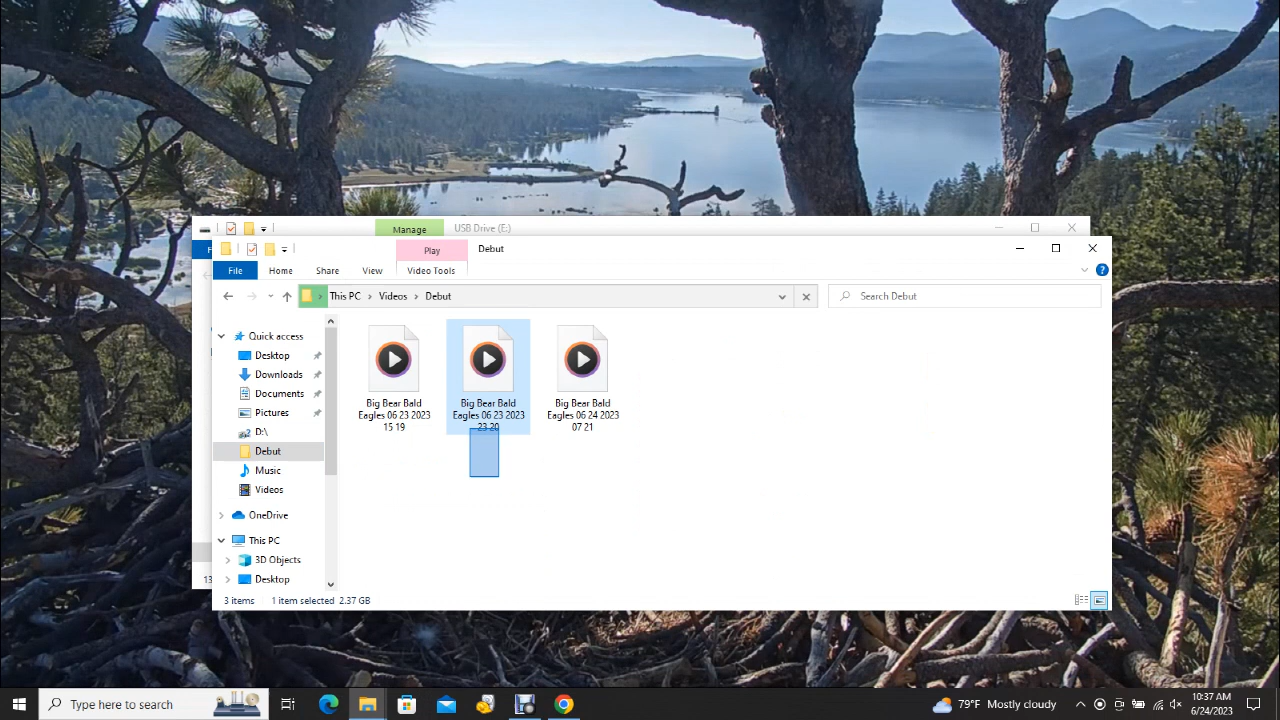 Manage
USB Drive (E:)
Play
Debut
File
Home
Share
View
Video Tools
This PC
Videos
Debut
Search Debut
Quick access
Desktop
Downloads
Documents
Pictures
D:\
Debut
Music
Videos
OneDrive
This PC
3D Objects
Desktop
Big Bear Bald
Eagles 06 23 2023
15 19
Big Bear Bald
Eagles 06 23 2023
23 20
Big Bear Bald
Eagles 06 24 2023
07 21
13
3 items
1 item selected 2.37 GB
Type here to search
79°F Mostly cloudy
10:37 AM
6/24/2023